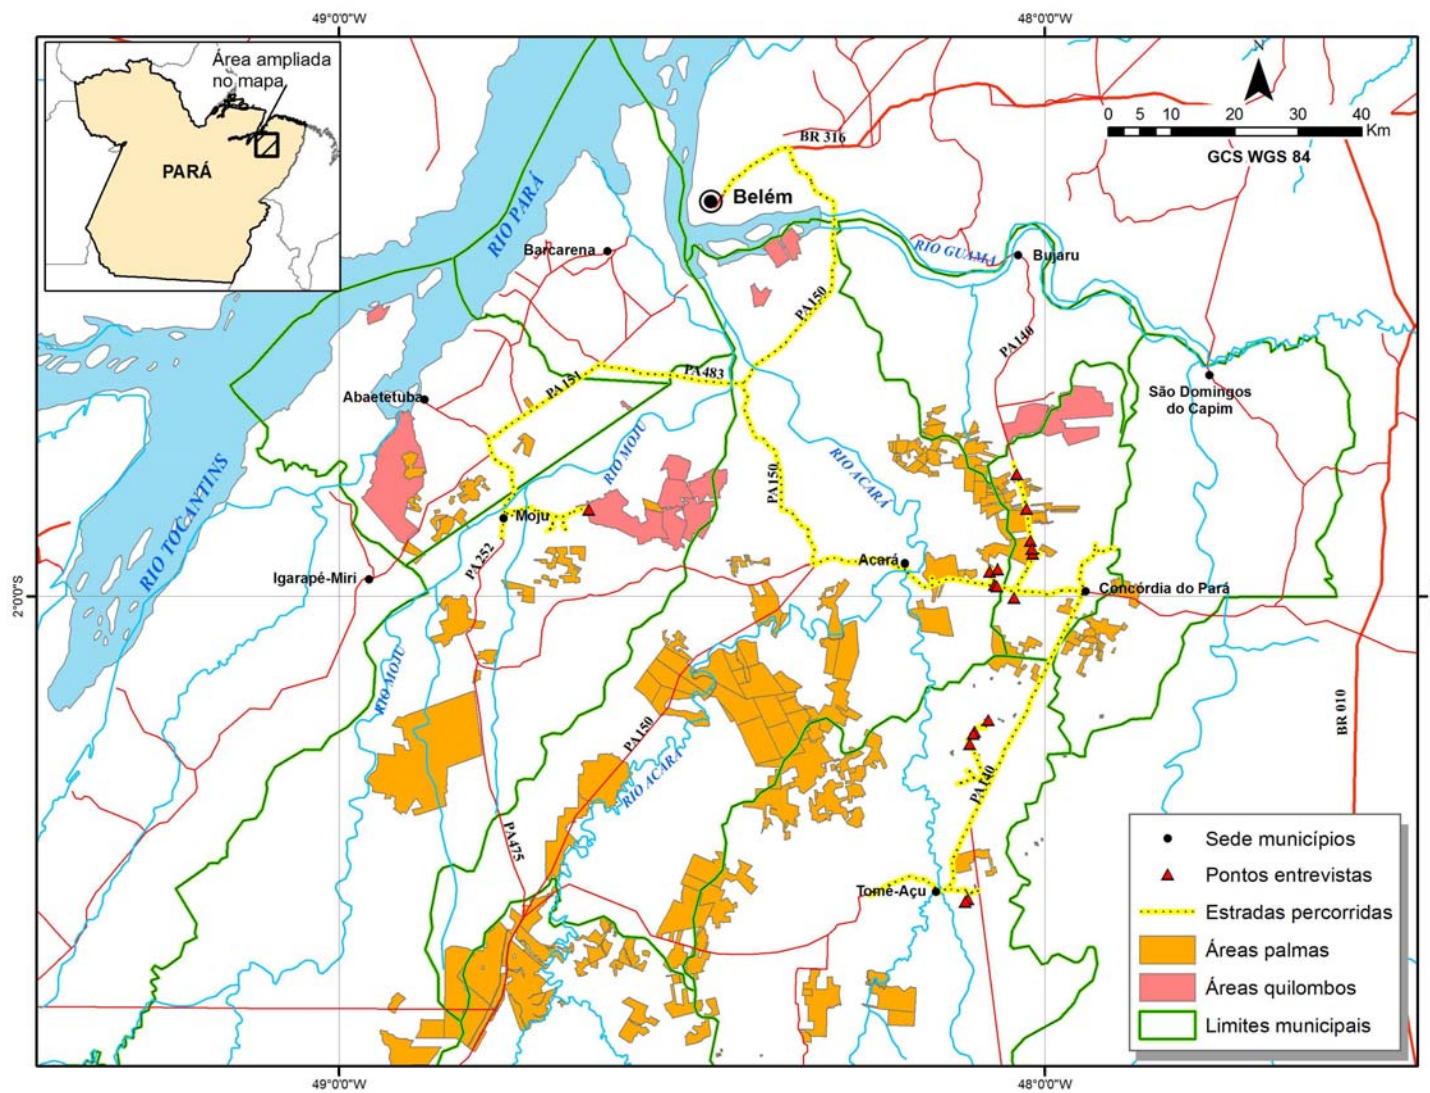 49°0'0"W
48°0'0"W
Área ampliada
no mapa
PARÁ
N
0 5 10 20 30 40
Km
GCS WGS 84
BR 316
Belém
RIO PARÁ
Barcarena
RIO GUAMA
Bujaru
PA150
PA140
PA483
PA151
Abaetetuba
São Domingos
do Capim
RIO MOJU
RIO ACARÁ
PA150
RIO TOCANTINS
Moju
PA252
Acará
Igarapé-Miri
Concórdia do Pará
2°0'0"S
RIO MOJU
PA150
RIO ACARÁ
BR 010
PA140
PA475
Tomé-Açu
Sede municípios
Pontos entrevistas
Estradas percorridas
Áreas palmas
Áreas quilombos
Limites municipais
49°0'0"W
48°0'0"W